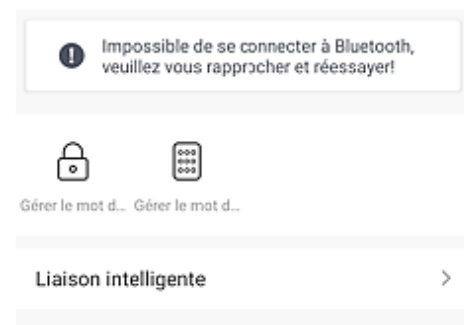 Impossible de se connecter à Bluetooth,
veuillez vous rapprocher et réessayer!
Gérer le mot d... Gérer le mot d...
Liaison intelligente